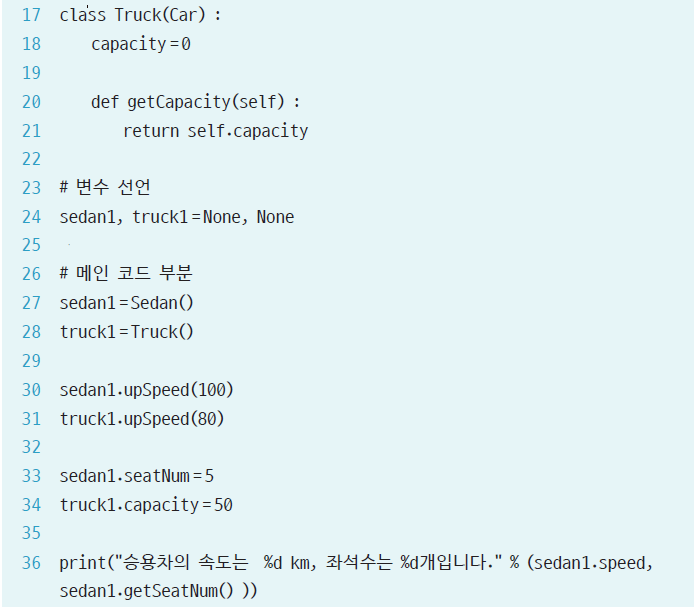 17 class Truck(Car) :
18 capacity=0
19
20 def getCapacity(self) :
21 return self.capacity
22
23 # 변수 선언
24 sedan1, truck1=None, None
25
26 # 메인 코드 부분
27 sedan1=Sedan()
28 truck1=Truck()
29
30 sedan1.upSpeed(100)
31 truck1.upSpeed(80)
32
33 sedan1.seatNum=5
34 truck1.capacity=50
35
36 print("승용차의 속도는 %d km, 좌석수는 %d개입니다." % (sedan1.speed,
sedan1.getSeatNum() ))